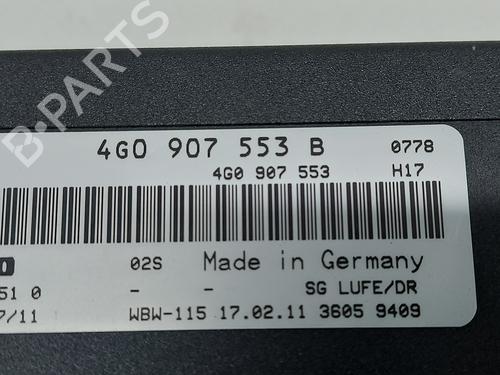 B-PARTS
4G0 907 553 B 0778
4G0 907 553 H17
02S Made in Germany
51 0 - - SG LUFE/DR
7/11 WBW-115 17.02.11 3605 9409